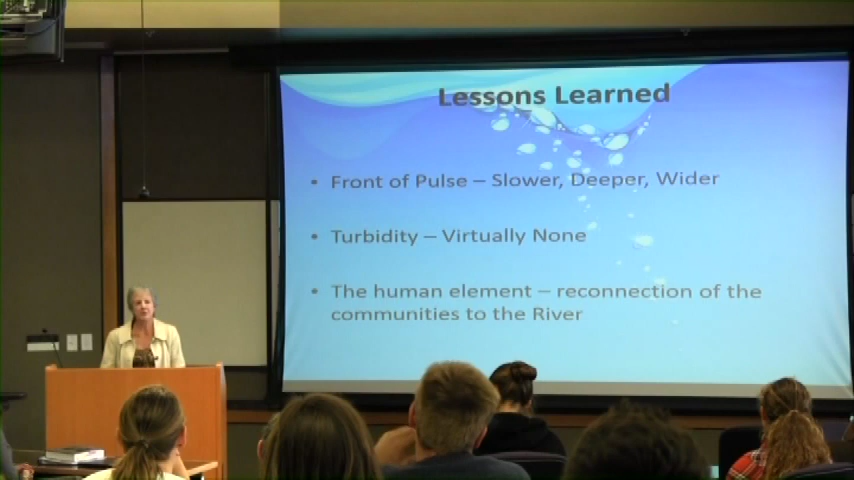 Lessons Learned
• Front of Pulse – Slower, Deeper, Wider
• Turbidity – Virtually None
• The human element – reconnection of the
communities to the River